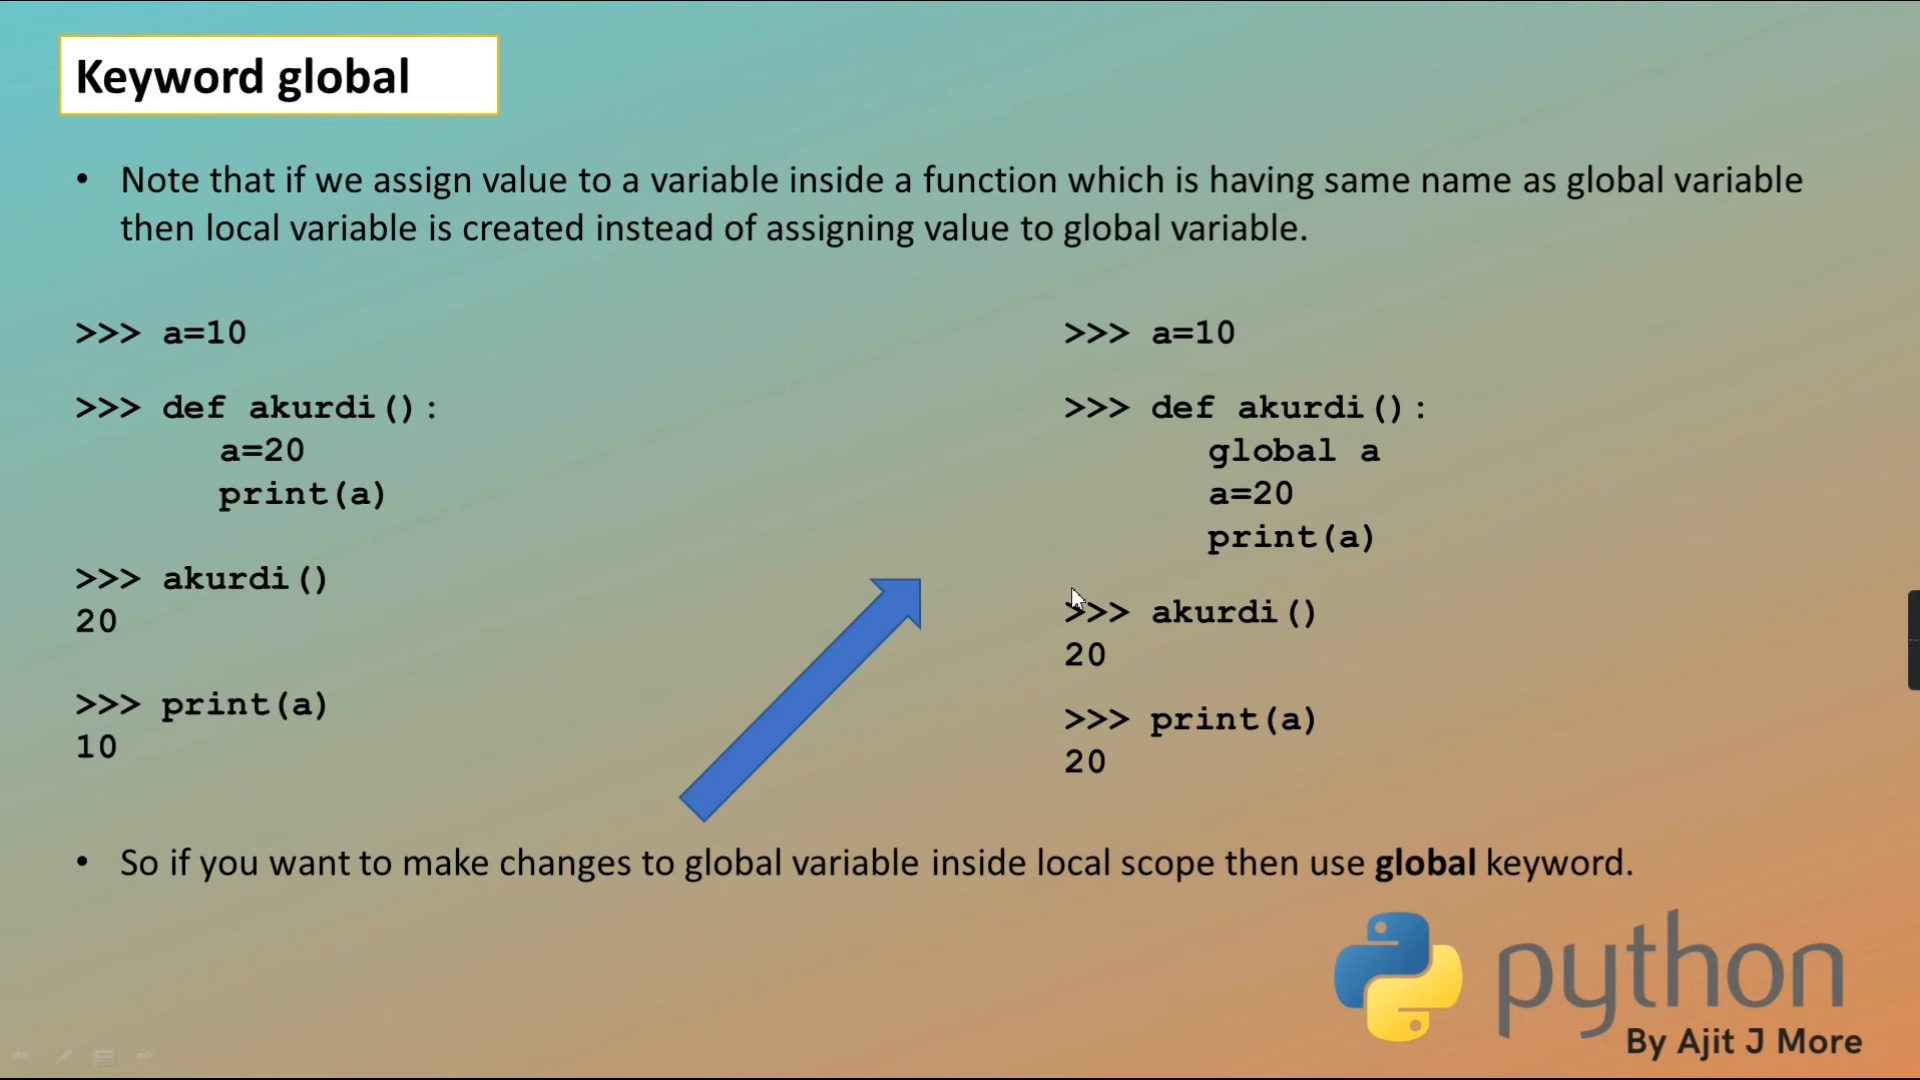 Keyword global
• Note that if we assign value to a variable inside a function which is having same name as global variable
then local variable is created instead of assigning value to global variable.
>>> a=10
>>> def akurdi():
a=20
print(a)
>>> akurdi()
20
>>> print(a)
10
>>> a=10
>>> def akurdi():
global a
a=20
print(a)
>>> akurdi()
20
>>> print(a)
20
• So if you want to make changes to global variable inside local scope then use global keyword.
python
By Ajit J More